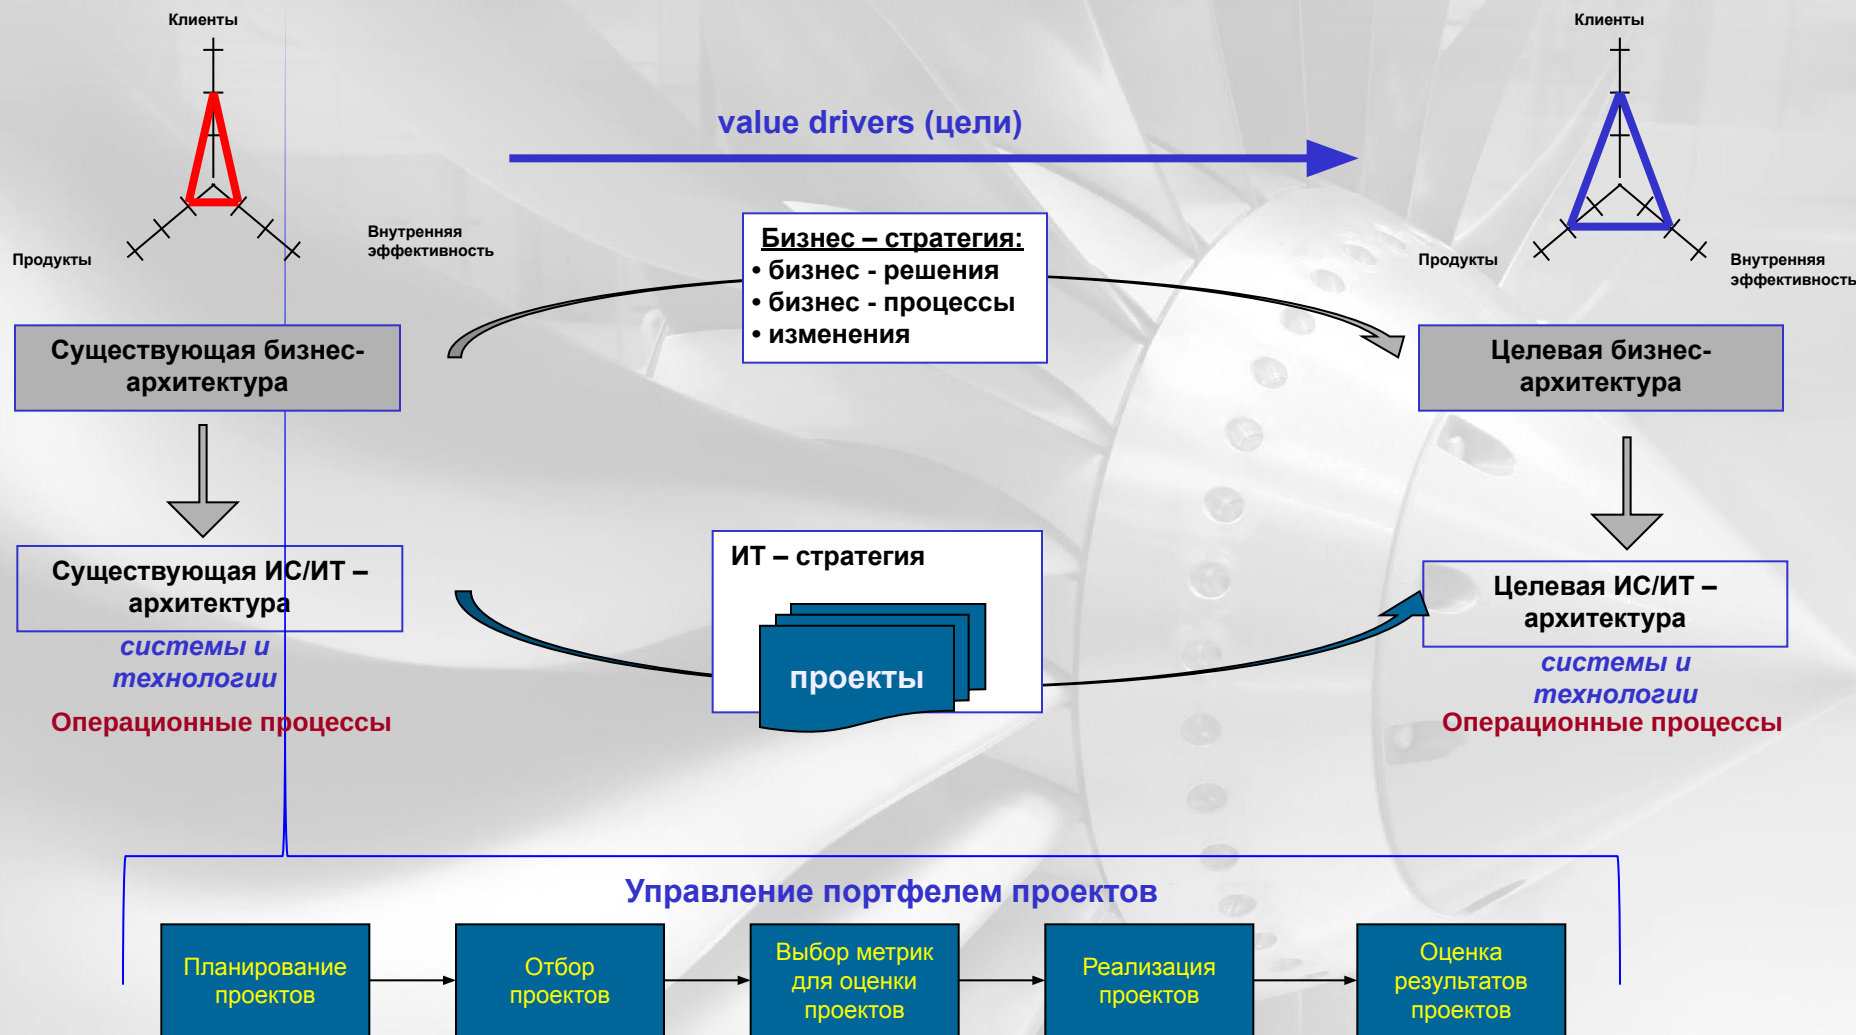 Клиенты
Клиенты
value drivers (цели)
Продукты
Внутренняя
эффективность
Бизнес – стратегия:
• бизнес - решения
• бизнес - процессы
• изменения
Продукты
Внутренняя
эффективность
Существующая бизнес-
архитектура
Целевая бизнес-
архитектура
Существующая ИС/ИТ –
архитектура
системы и
технологии
Операционные процессы
ИТ – стратегия
проекты
Целевая ИС/ИТ –
архитектура
системы и
технологии
Операционные процессы
Управление портфелем проектов
Планирование
проектов
Отбор
проектов
Выбор метрик
для оценки
проектов
Реализация
проектов
Оценка
результатов
проектов